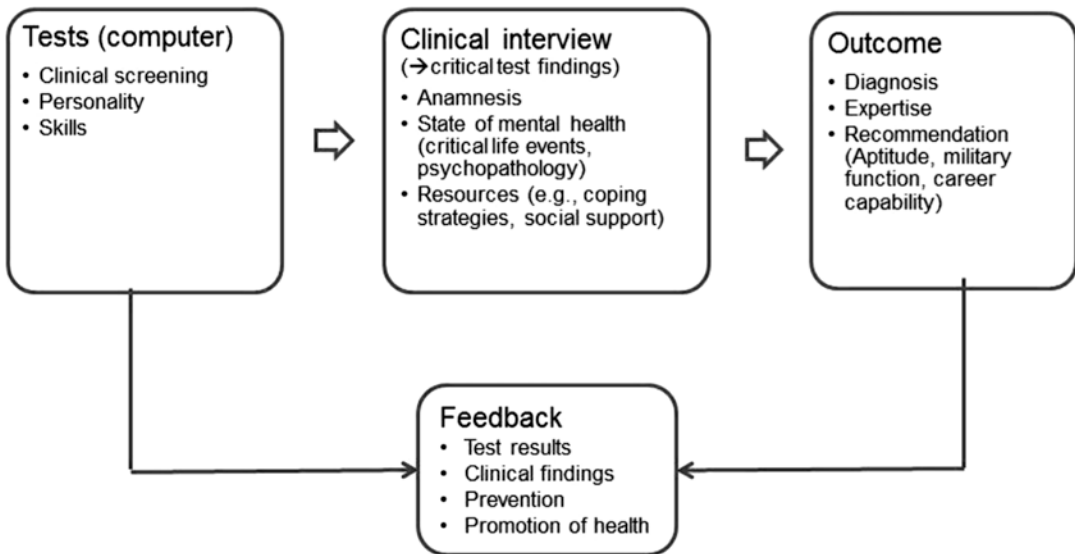 Tests (computer)
• Clinical screening
• Personality
• Skills
Clinical interview
(→critical test findings)
• Anamnesis
• State of mental health
(critical life events,
psychopathology)
• Resources (e.g., coping
strategies, social support)
Outcome
• Diagnosis
• Expertise
• Recommendation
(Aptitude, military
function, career
capability)
Feedback
• Test results
• Clinical findings
• Prevention
• Promotion of health